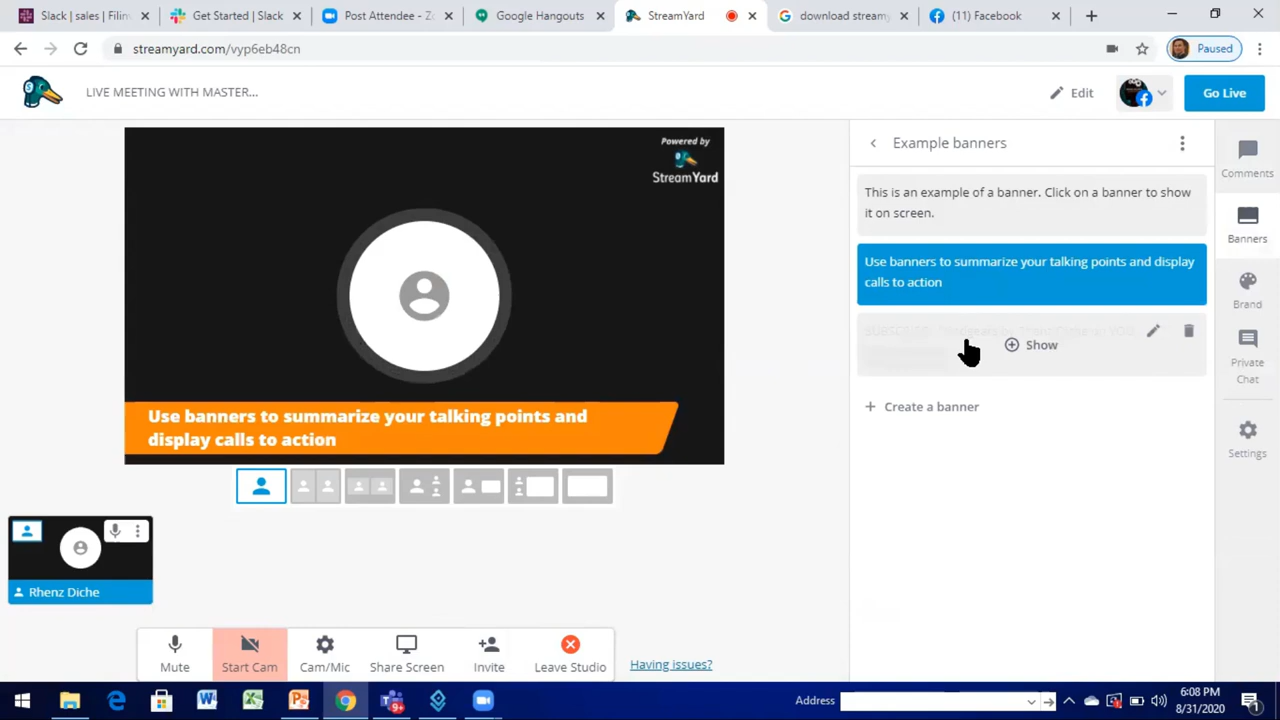 Slack | sales | Filin
Get Started | Slack
Post Attendee - Z
Google Hangouts
StreamYard
download stream
(11) Facebook
streamyard.com/vyp6eb48cn
Paused
LIVE MEETING WITH MASTER...
Edit
Go Live
Powered by
StreamYard
Use banners to summarize your talking points and
display calls to action
Example banners
This is an example of a banner. Click on a banner to show
it on screen.
Use banners to summarize your talking points and display
calls to action
Show
+ Create a banner
Comments
Banners
Brand
Private
Chat
Settings
Rhenz Diche
Mute
Start Cam
Cam/Mic
Share Screen
Invite
Leave Studio
Having issues?
Address
6:08 PM
8/31/2020